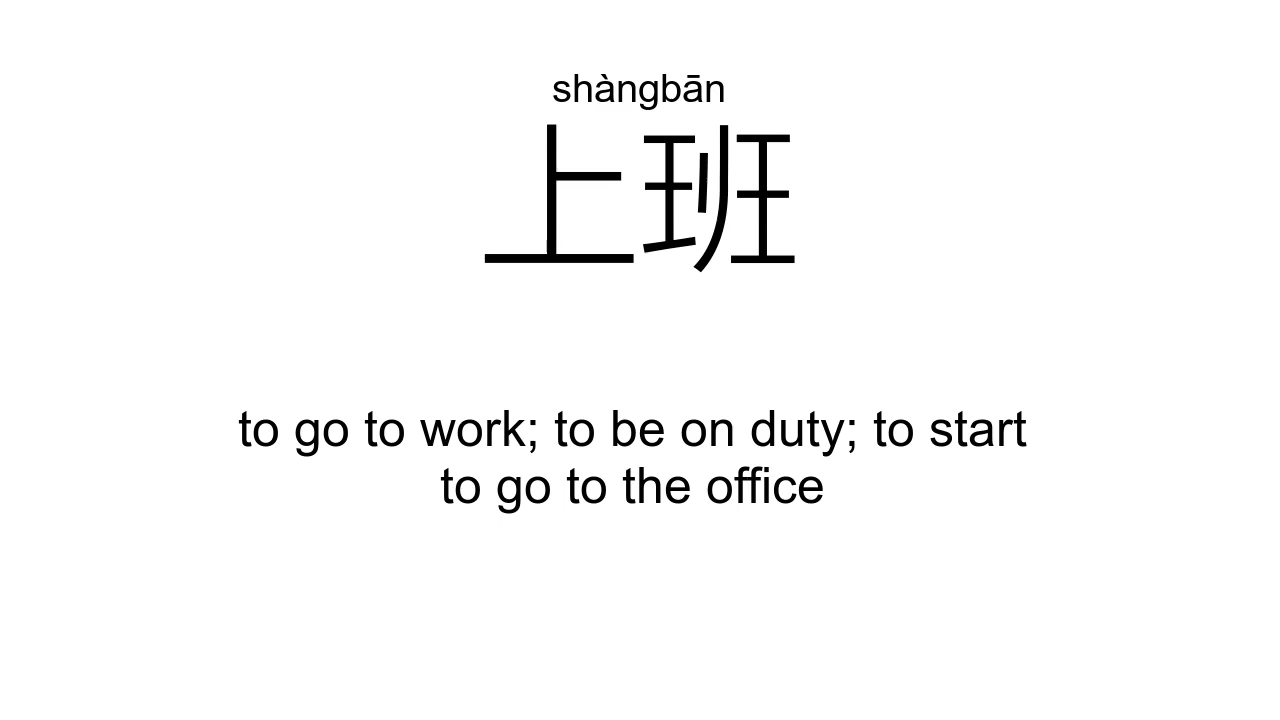 shàngbān
上班
to go to work; to be on duty; to start
to go to the office